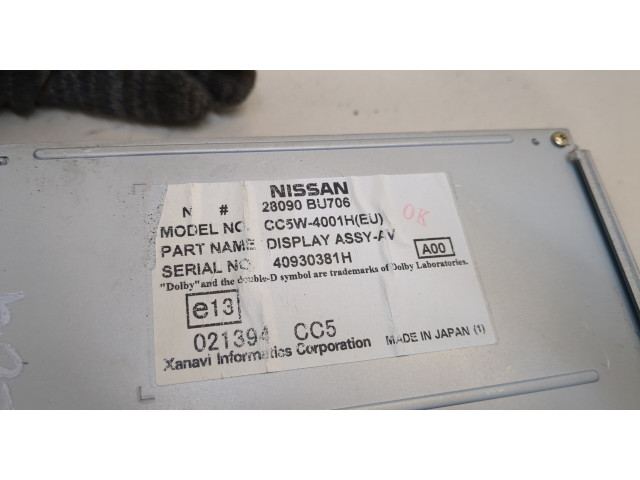 NISSAN
N # 28090 BU706
MODEL NO. CC5W-4001H(EU)
OK
PART NAME DISPLAY ASSY-AV
SERIAL NO. 40930381H
A00
"Dolby" and the double-D symbol are trademarks of Dolby Laboratories.
e13
021394 CC5
Xanavi Informatics Corporation MADE IN JAPAN (1)